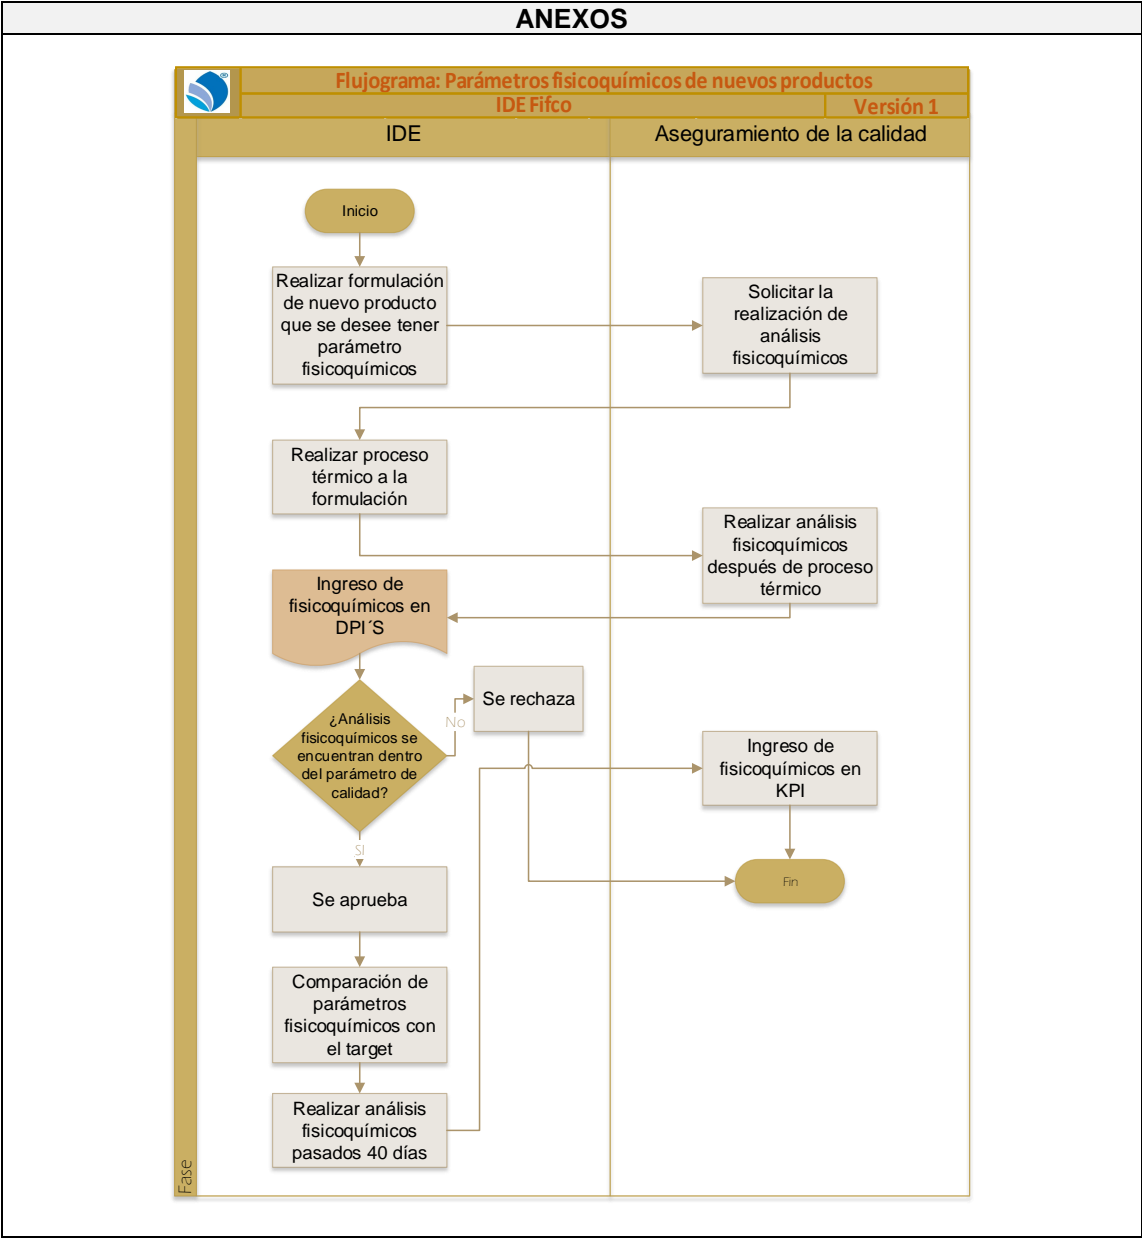 ANEXOS
®
Flujograma: Parámetros fisicoquímicos de nuevos productos
IDE Fifco
Versión 1
IDE
Aseguramiento de la calidad
Inicio
Realizar formulación
de nuevo producto
que se desee tener
parámetro
fisicoquímicos
Solicitar la
realización de
análisis
fisicoquímicos
Realizar proceso
térmico a la
formulación
Realizar análisis
fisicoquímicos
después de proceso
térmico
Ingreso de
fisicoquímicos en
DPI´S
¿Análisis
fisicoquímicos se
encuentran dentro
del parámetro de
calidad?
No
Se rechaza
Ingreso de
fisicoquímicos en
KPI
SI
Se aprueba
Fin
Comparación de
parámetros
fisicoquímicos con
el target
Realizar análisis
fisicoquímicos
pasados 40 días
Fase